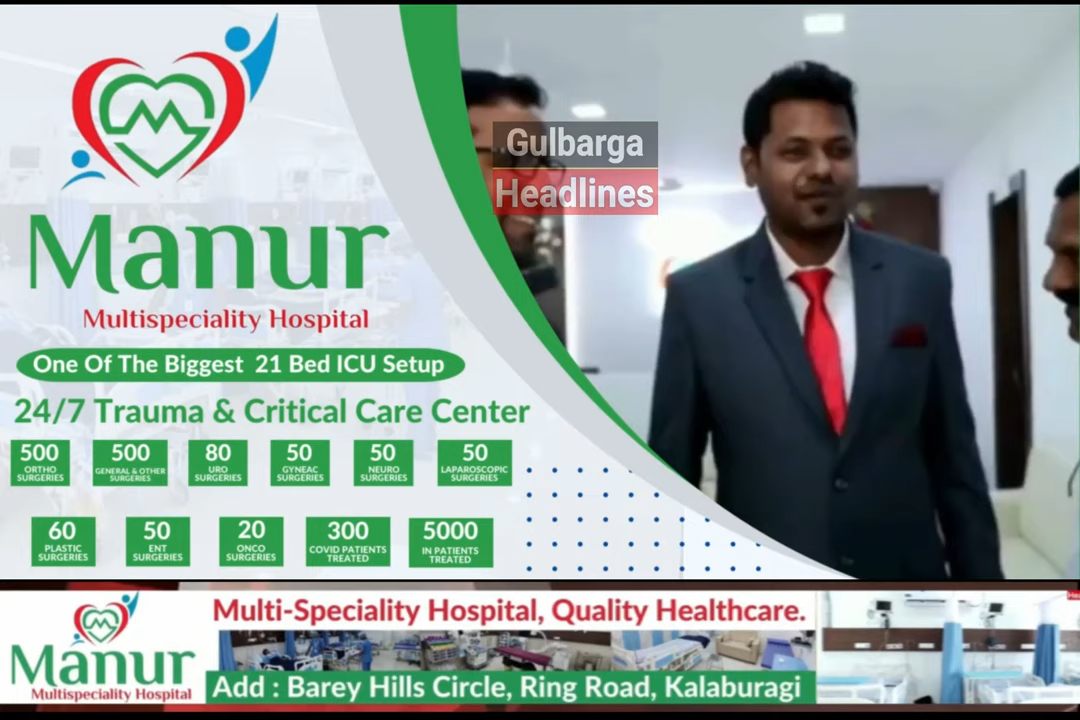 Manur
Multispeciality Hospital
One Of The Biggest 21 Bed ICU Setup
24/7 Trauma & Critical Care Center
500
ORTHO
SURGERIES
500
GENERAL & OTHER
SURGERIES
80
URO
SURGERIES
50
GYNEAC
SURGERIES
50
NEURO
SURGERIES
50
LAPAROSCOPIC
SURGERIES
60
PLASTIC
SURGERIES
50
ENT
SURGERIES
20
ONCO
SURGERIES
300
COVID PATIENTS
TREATED
5000
IN PATIENTS
TREATED
Gulbarga
Headlines
Manur
Multispeciality Hospital
Multi-Speciality Hospital, Quality Healthcare.
Add : Barey Hills Circle, Ring Road, Kalaburagi